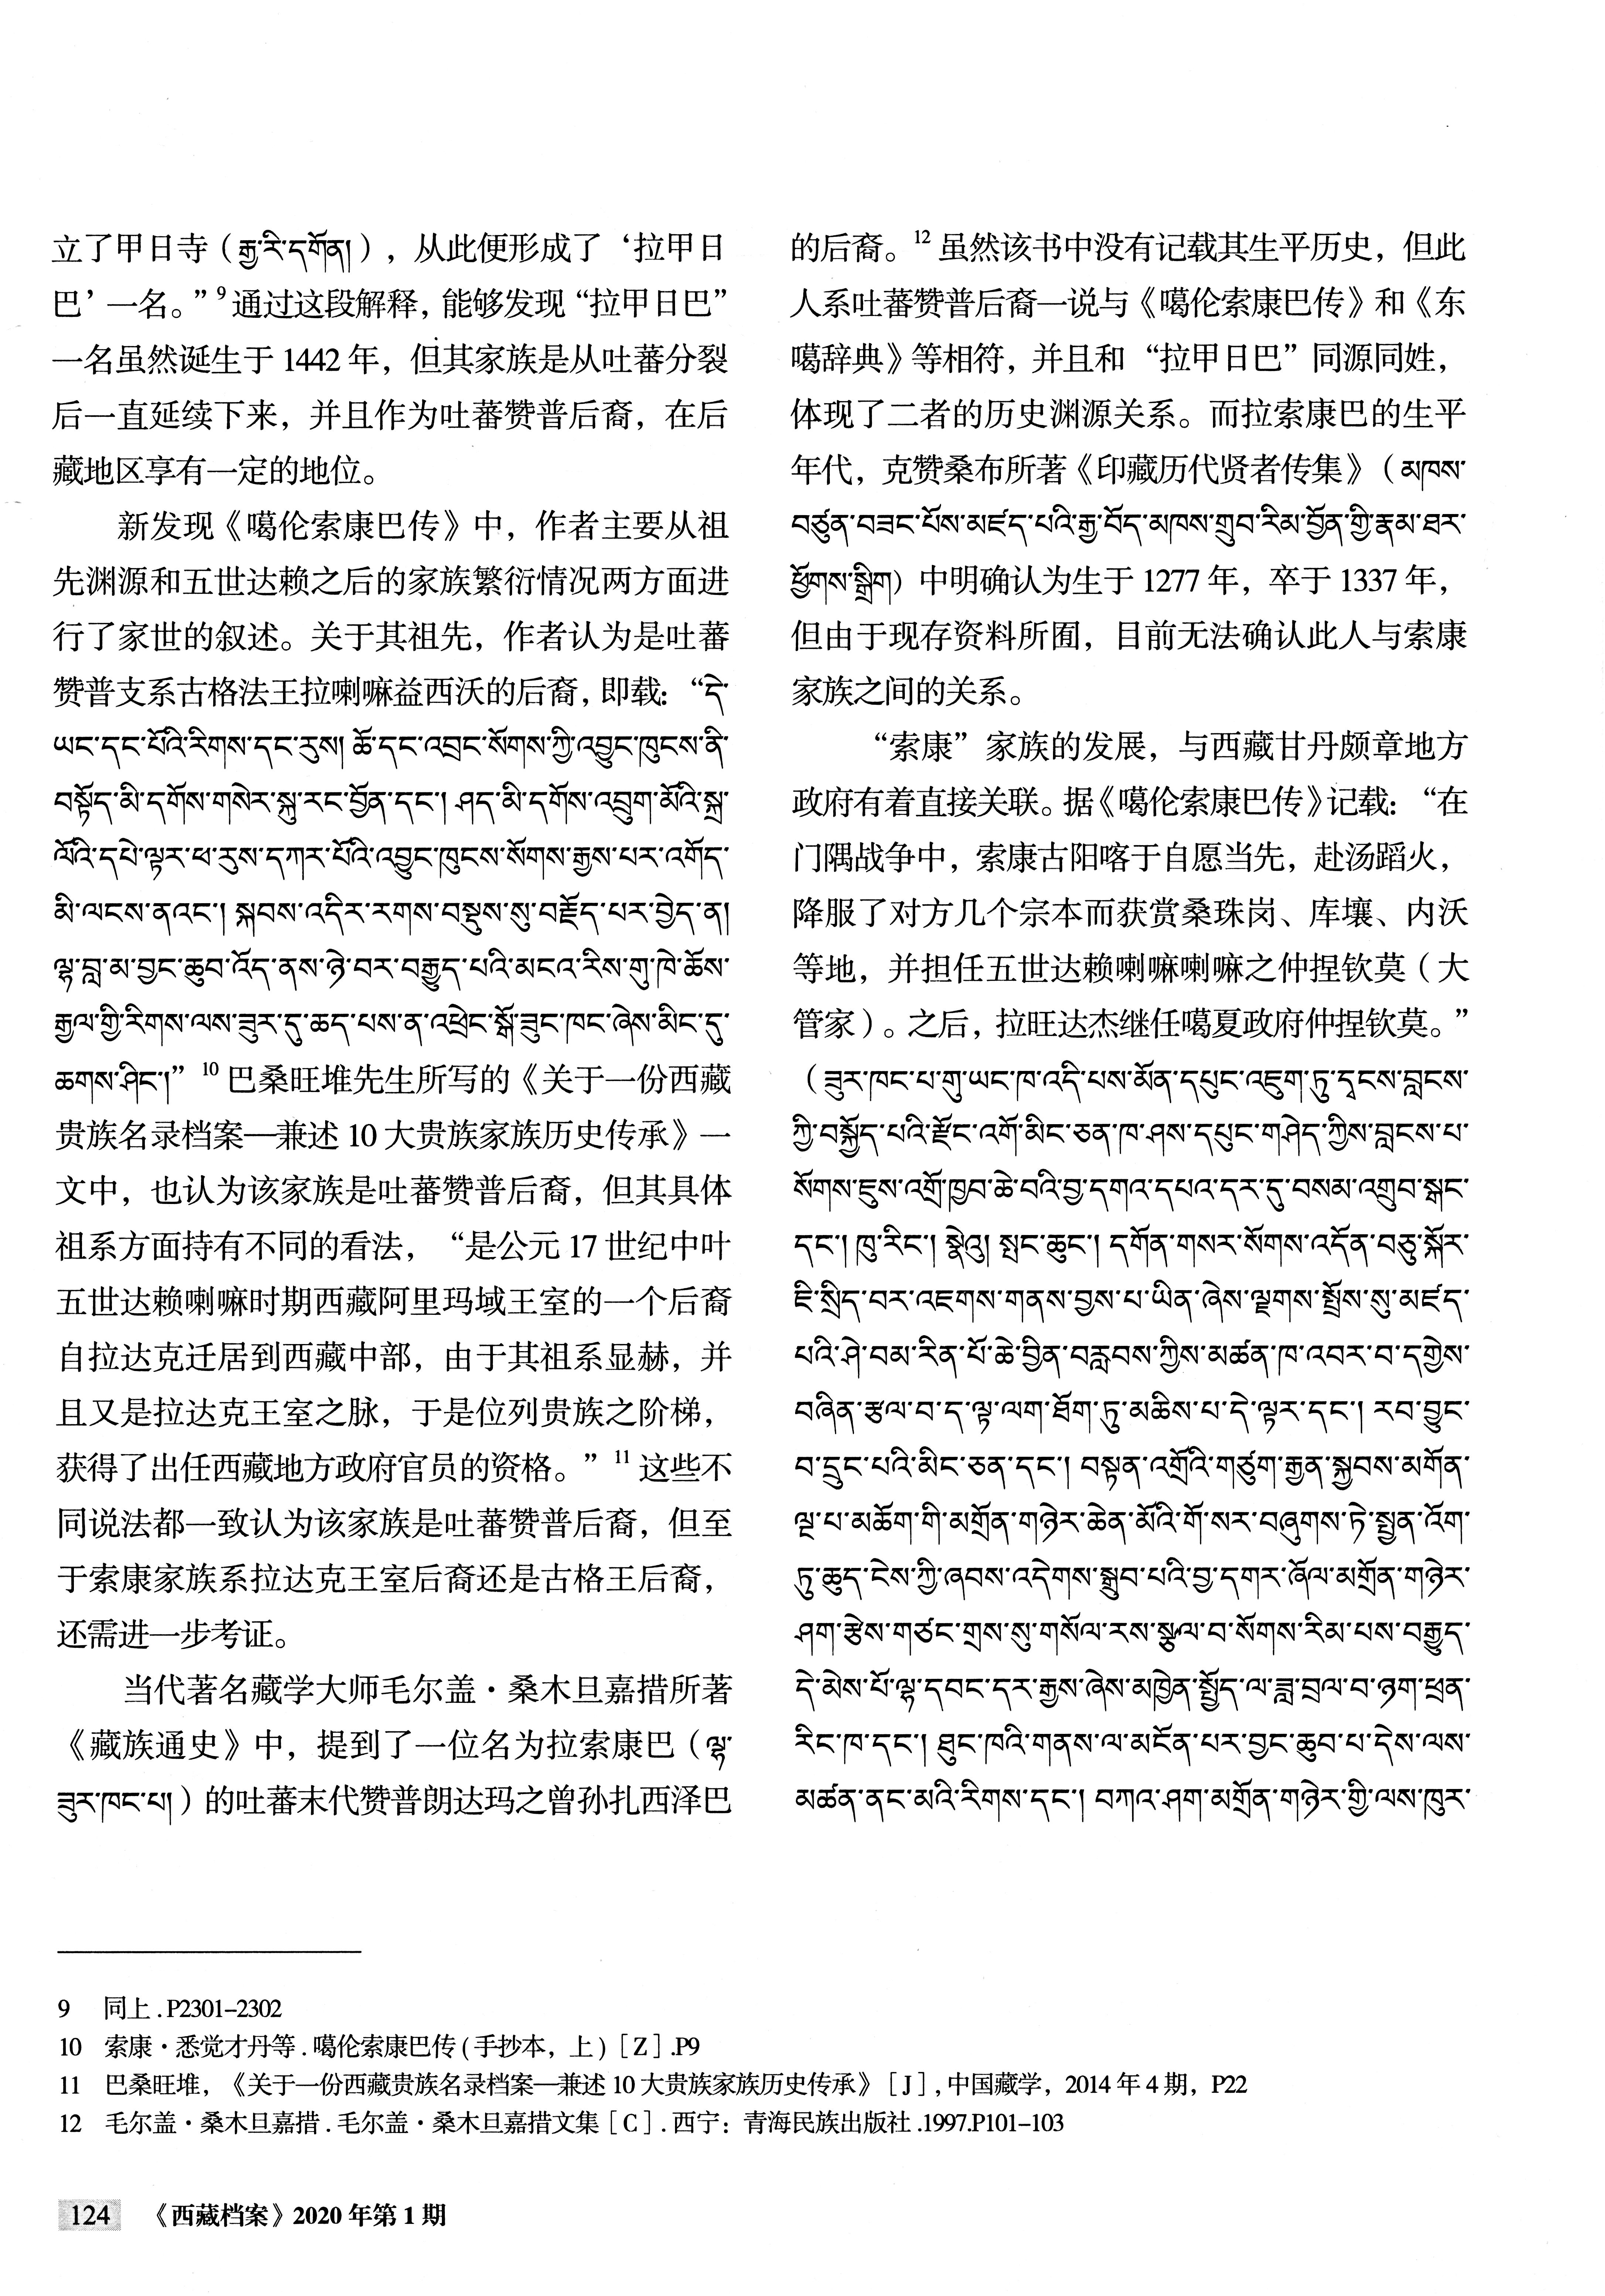 立了甲日寺（རྒྱ་རི་དགོན།），从此便形成了‘拉甲日
巴’一名。”⁹ 通过这段解释，能够发现“拉甲日巴”
一名虽然诞生于 1442 年，但其家族是从吐蕃分裂
后一直延续下来，并且作为吐蕃赞普后裔，在后
藏地区享有一定的地位。
新发现《噶伦索康巴传》中，作者主要从祖
先渊源和五世达赖之后的家族繁衍情况两方面进
行了家世的叙述。关于其祖先，作者认为是吐蕃
赞普支系古格法王拉喇嘛益西沃的后裔，即载：“དེ་
ཡང་དང་པོའི་རིགས་དང་རུས། ཆོ་དང་འབྲང་སོགས་ཀྱི་འབྱུང་ཁུངས་ནི་
བསྟོད་མི་དགོས་གསེར་སྐུ་རང་བྱོན་དང་། ཤད་མི་དགོས་འབྲུག་མོའི་སྐྲ་
ལོའི་དཔེ་ལྟར་ཕ་རུས་དཀར་པོའི་འབྱུང་ཁུངས་སོགས་རྒྱས་པར་འགོད་
མི་ལངས་ནའང་། སྐབས་འདིར་རགས་བསྡུས་སུ་བརྗོད་པར་བྱེད་ན།
ལྷ་བླ་མ་བྱང་ཆུབ་འོད་ནས་ཉེ་བར་བརྒྱུད་པའི་མངའ་རིས་གུ་ཁེ་ཆོས་
རྒྱལ་གྱི་རིགས་ལས་ཟུར་དུ་ཆད་པས་ན་འཕྲེང་སྒོ་ཟུང་ཁང་ཞེས་མིང་དུ་
ཆགས་ཤིང་།” ¹⁰ 巴桑旺堆先生所写的《关于一份西藏
贵族名录档案—兼述 10 大贵族家族历史传承》一
文中，也认为该家族是吐蕃赞普后裔，但其具体
祖系方面持有不同的看法，“是公元 17 世纪中叶
五世达赖喇嘛时期西藏阿里玛域王室的一个后裔
自拉达克迁居到西藏中部，由于其祖系显赫，并
且又是拉达克王室之脉，于是位列贵族之阶梯，
获得了出任西藏地方政府官员的资格。” ¹¹ 这些不
同说法都一致认为该家族是吐蕃赞普后裔，但至
于索康家族系拉达克王室后裔还是古格王后裔，
还需进一步考证。
当代著名藏学大师毛尔盖·桑木旦嘉措所著
《藏族通史》中，提到了一位名为拉索康巴（ལྷ་
ཟུར་ཁང་པ།）的吐蕃末代赞普朗达玛之曾孙扎西泽巴
的后裔。¹² 虽然该书中没有记载其生平历史，但此
人系吐蕃赞普后裔一说与《噶伦索康巴传》和《东
噶辞典》等相符，并且和“拉甲日巴”同源同姓，
体现了二者的历史渊源关系。而拉索康巴的生平
年代，克赞桑布所著《印藏历代贤者传集》（མཁས་
བཙུན་བཟང་པོས་མཛད་པའི་རྒྱ་བོད་མཁས་གྲུབ་རིམ་བྱོན་གྱི་རྣམ་ཐར་
ཕྱོགས་སྒྲིག）中明确认为生于 1277 年，卒于 1337 年，
但由于现存资料所囿，目前无法确认此人与索康
家族之间的关系。
“索康”家族的发展，与西藏甘丹颇章地方
政府有着直接关联。据《噶伦索康巴传》记载：“在
门隅战争中，索康古阳喀于自愿当先，赴汤蹈火，
降服了对方几个宗本而获赏桑珠岗、库壤、内沃
等地，并担任五世达赖喇嘛喇嘛之仲捏钦莫（大
管家）。之后，拉旺达杰继任噶夏政府仲捏钦莫。”
（ཟུར་ཁང་པ་གུ་ཡང་ཁ་འདི་པས་མོན་དཔུང་འཇུག་ཏུ་དྭངས་བླངས་
ཀྱི་བསྐྱོད་པའི་རྫོང་འགོ་མིང་ཅན་ཁ་ཤས་དཔུང་གཤེད་ཀྱིས་བླངས་པ་
སོགས་ཇུས་འགྲོ་ཁྱབ་ཆེ་བའི་བྱ་དགའ་དཔའ་དར་དུ་བསམ་འགྲུབ་སྒང་
དང་། ཁུ་རིང་། སྣེའུ། སྤང་ཆུང་། དགོན་གསར་སོགས་འདོན་བཅུ་སྐོར་
ཇི་སྲིད་བར་འཇགས་གནས་བྱས་པ་ཡིན་ཞེས་ལྗགས་སྤྲོས་སུ་མཛད་
པའི་ཤེ་བམ་རིན་པོ་ཆེ་བྱིན་བརླབས་ཀྱིས་མཚན་ཁ་འབར་བ་དགྱེས་
བཞིན་རྩལ་བ་ད་ལྟ་ལག་ཐོག་ཏུ་མཆིས་པ་དེ་ལྟར་དང་། རབ་བྱུང་
བ་དྲུང་པའི་མིང་ཅན་དང་། བསྟན་འགྲོའི་གཙུག་རྒྱན་སྐྱབས་མགོན་
ལྔ་པ་མཆོག་གི་མགྲོན་གཉེར་ཆེན་མོའི་གོ་སར་བཞུགས་ཏེ་སྤྱན་འོག་
ཏུ་ཆུད་ངེས་ཀྱི་ཞབས་འདེགས་སྒྲུབ་པའི་བྱ་དགར་ཞོལ་མགྲོན་གཉེར་
ཤག་རྩེས་གཙང་གྲས་སུ་གསོལ་རས་སྩལ་བ་སོགས་རིམ་པས་བརྒྱུད་
དེ་མེས་པོ་ལྷ་དབང་དར་རྒྱས་ཞེས་མཁྱེན་སྤྱོད་ལ་ཟླ་བྲལ་བ་ཉག་ཕྲན་
རིང་ཁ་དང་། ཐུང་ཁའི་གནས་ལ་མངོན་པར་བྱང་ཆུབ་པ་དེས་ལས་
མཚན་ནང་མའི་རིགས་དང་། བཀའ་ཤག་མགྲོན་གཉེར་གྱི་ལས་ཁུར་
9 同上 . P2301–2302
10 索康·悉觉才丹等 . 噶伦索康巴传 (手抄本，上) [ Z ] .P9
11 巴桑旺堆，《关于一份西藏贵族名录档案—兼述 10 大贵族家族历史传承》[ J ] , 中国藏学，2014 年 4 期，P22
12 毛尔盖·桑木旦嘉措 . 毛尔盖·桑木旦嘉措文集 [ C ] . 西宁：青海民族出版社 .1997.P101–103
124 《西藏档案》2020 年第 1 期